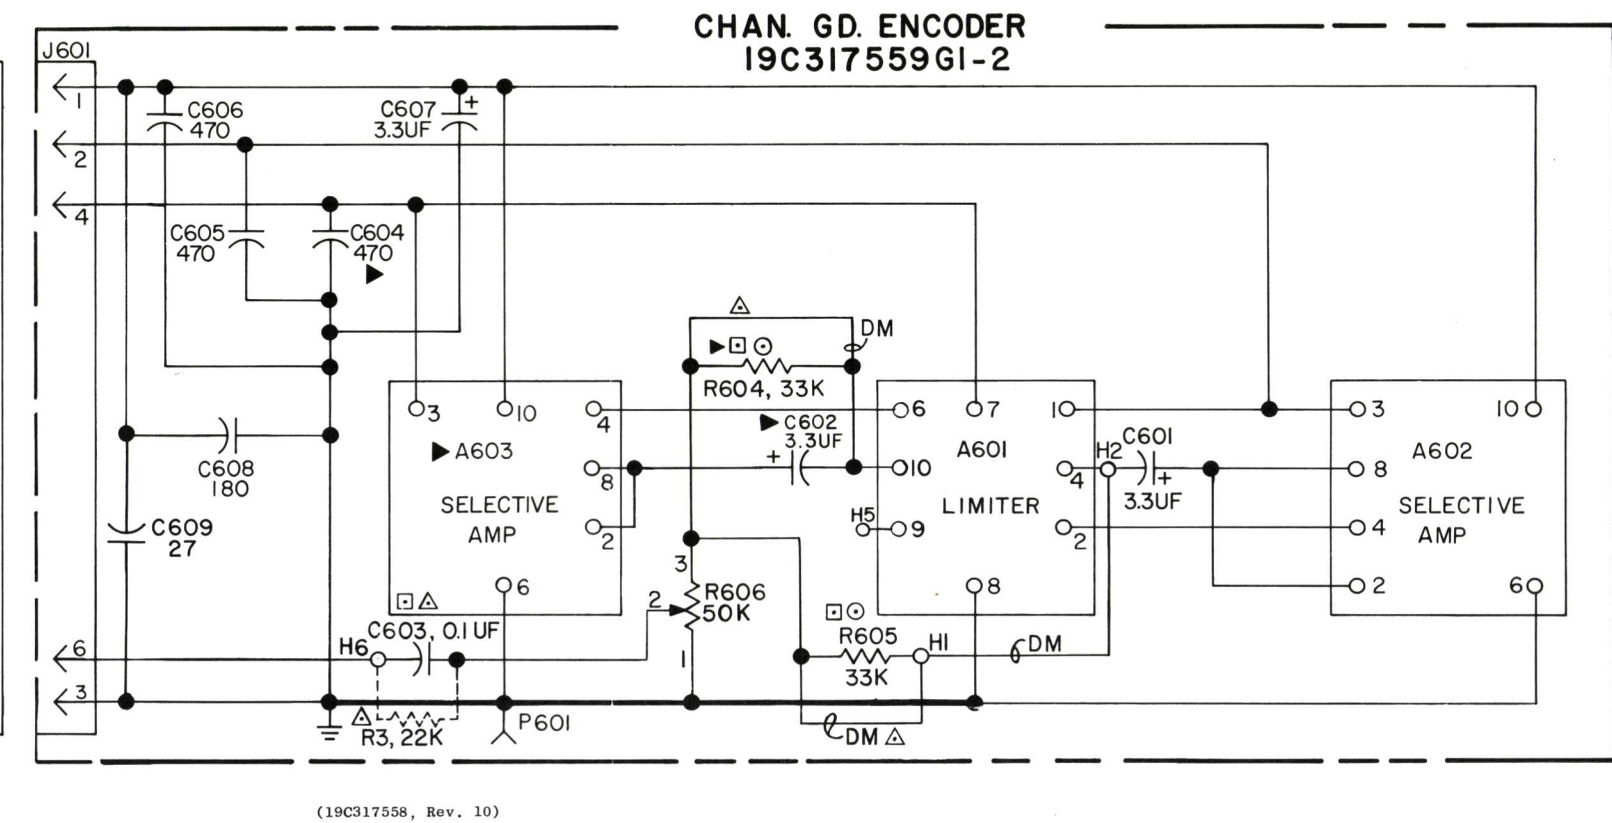 CHAN. GD. ENCODER
19C317559G1-2
J601
1
C606
470
C607
+
3.3UF
2
4
C605
470
C604
470
DM
R604, 33K
3
10
4
C602
3.3UF
+
6
7
10
3
10
A603
8
10
A601
H2
C601
4
+
3.3UF
8
A602
C608
180
SELECTIVE
AMP
2
H5
9
LIMITER
2
4
SELECTIVE
AMP
C609
27
6
3
2
R606
50K
8
2
6
6
H6
C603, 0.1UF
1
R605
33K
H1
DM
3
R3, 22K
P601
DM
(19C317558, Rev. 10)